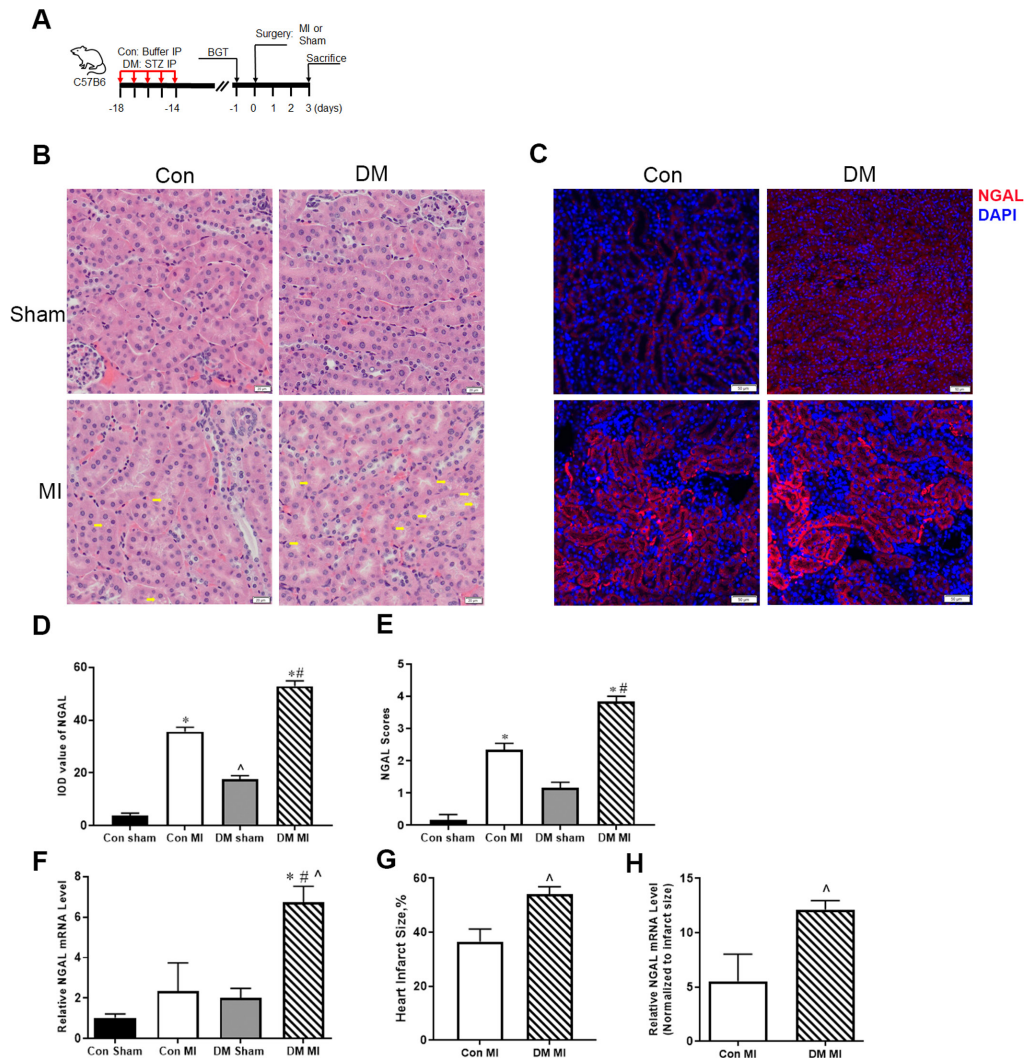 A
Con: Buffer IP
DM: STZ IP
C57B6
BGT
Surgery: MI or
Sham
Sacrifice
-18
-14
-1
0
1
2
3 (days)
B
Con
DM
Sham
MI
C
Con
DM
NGAL
DAPI
D
IOD value of NGAL
60
40
20
0
*
^
*#
Con sham
Con MI
DM sham
DM MI
E
NGAL Scores
5
4
3
2
1
0
*
* #
Con sham
Con MI
DM sham
DM MI
F
Relative NGAL mRNA Level
8
6
4
2
0
* # ^
Con Sham
Con MI
DM Sham
DM MI
G
Heart Infarct Size,%
60
40
20
0
^
Con MI
DM MI
H
Relative NGAL mRNA Level
(Normalized to infarct size)
15
10
5
0
^
Con MI
DM MI